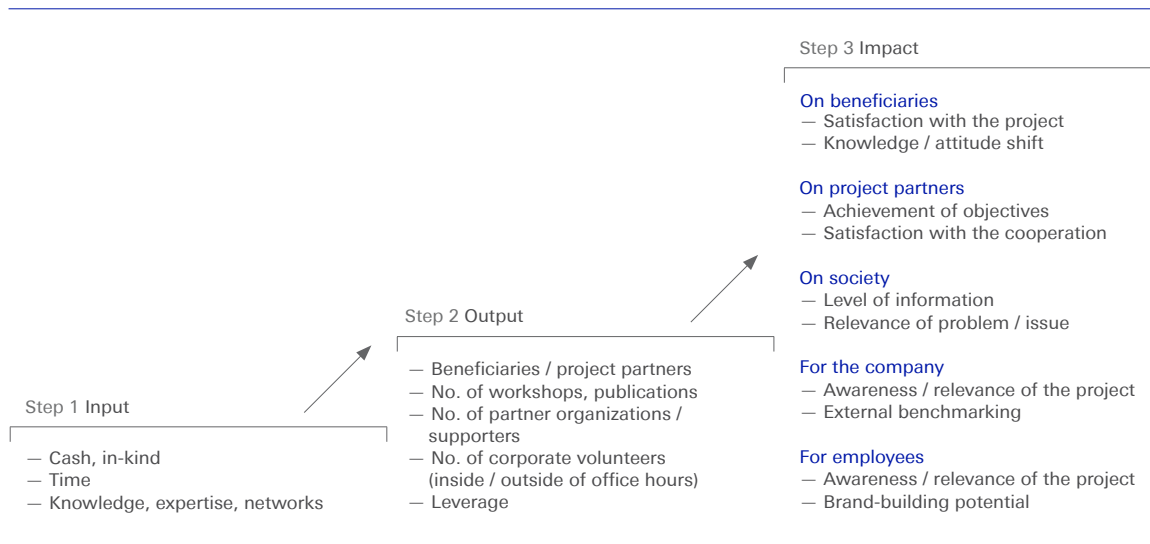 Step 1 Input
— Cash, in-kind
— Time
— Knowledge, expertise, networks
Step 2 Output
— Beneficiaries / project partners
— No. of workshops, publications
— No. of partner organizations /
supporters
— No. of corporate volunteers
(inside / outside of office hours)
— Leverage
Step 3 Impact
On beneficiaries
— Satisfaction with the project
— Knowledge / attitude shift
On project partners
— Achievement of objectives
— Satisfaction with the cooperation
On society
— Level of information
— Relevance of problem / issue
For the company
— Awareness / relevance of the project
— External benchmarking
For employees
— Awareness / relevance of the project
— Brand-building potential